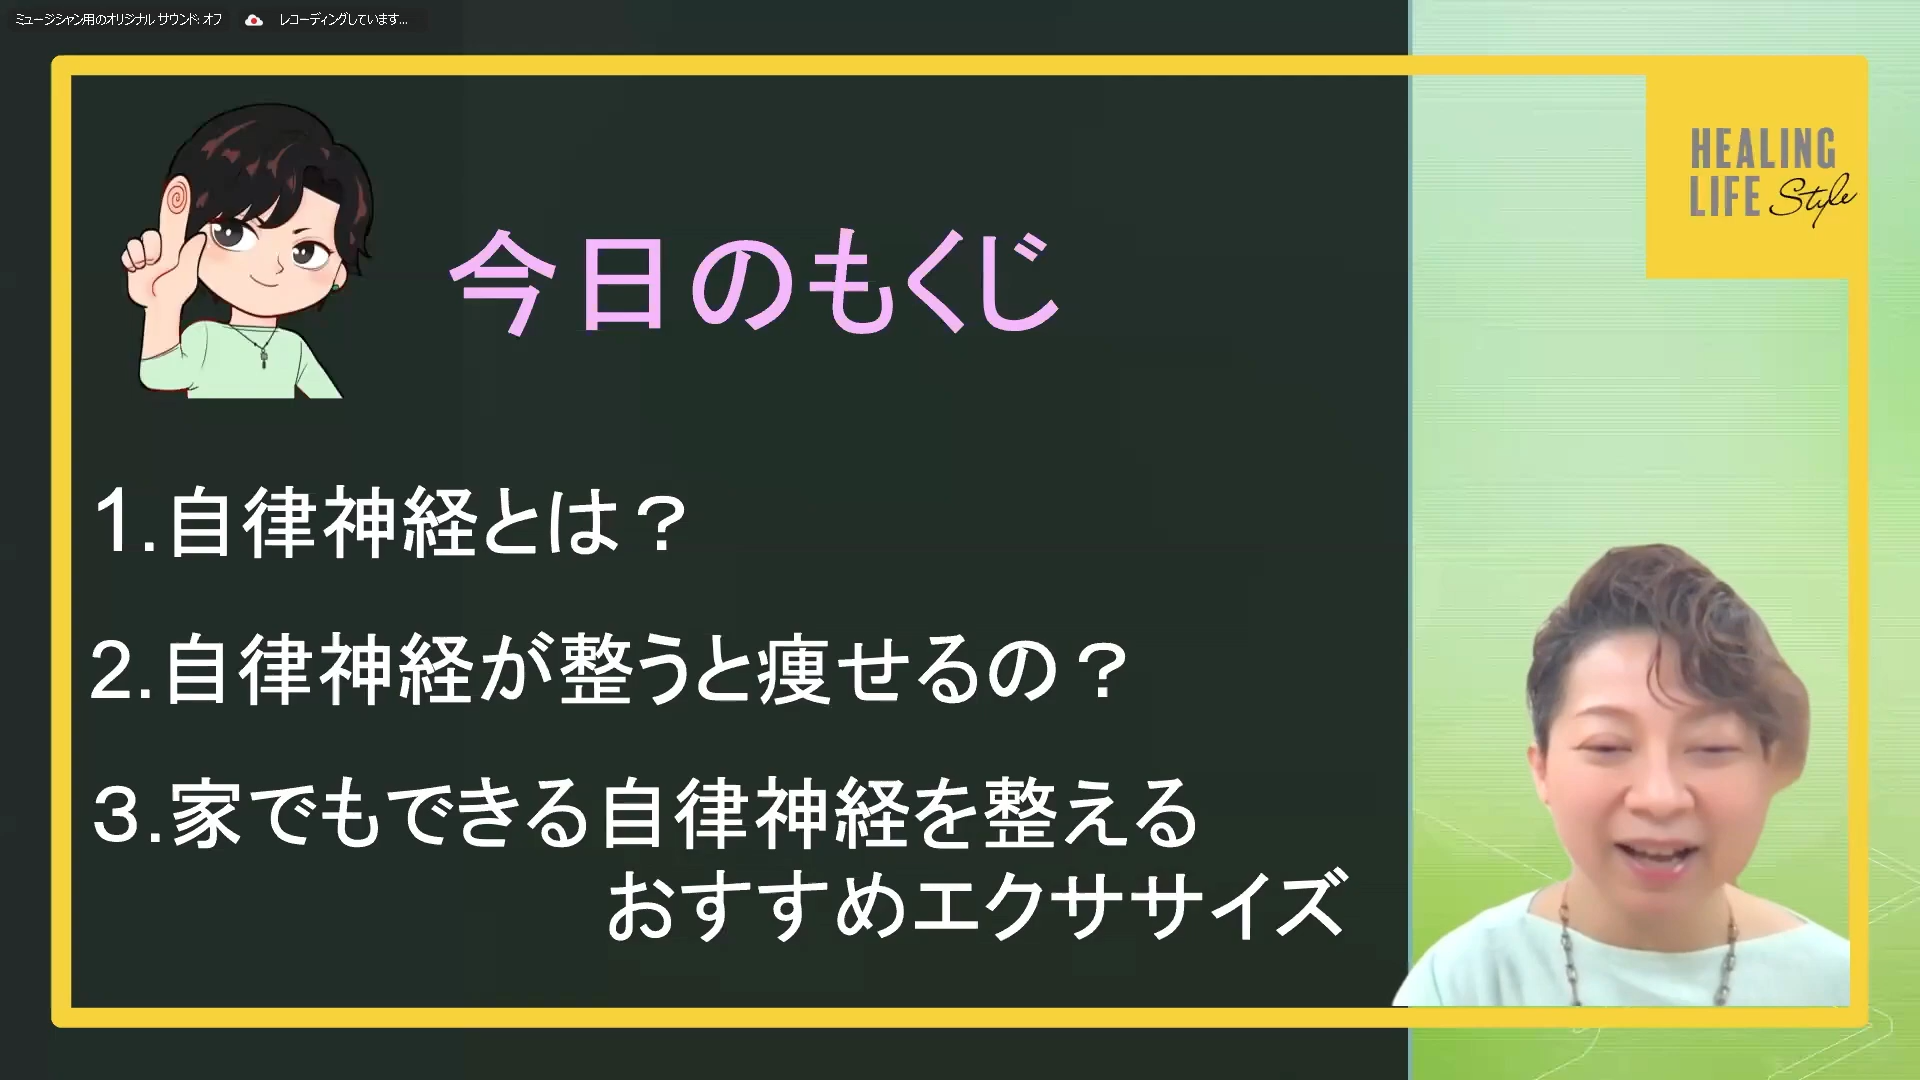 ミュージシャン用のオリジナル サウンド: オフ
レコーディングしています...
HEALING
LIFE Style
今日のもくじ
1.自律神経とは？
2.自律神経が整うと痩せるの？
3.家でもできる自律神経を整える
おすすめエクササイズ